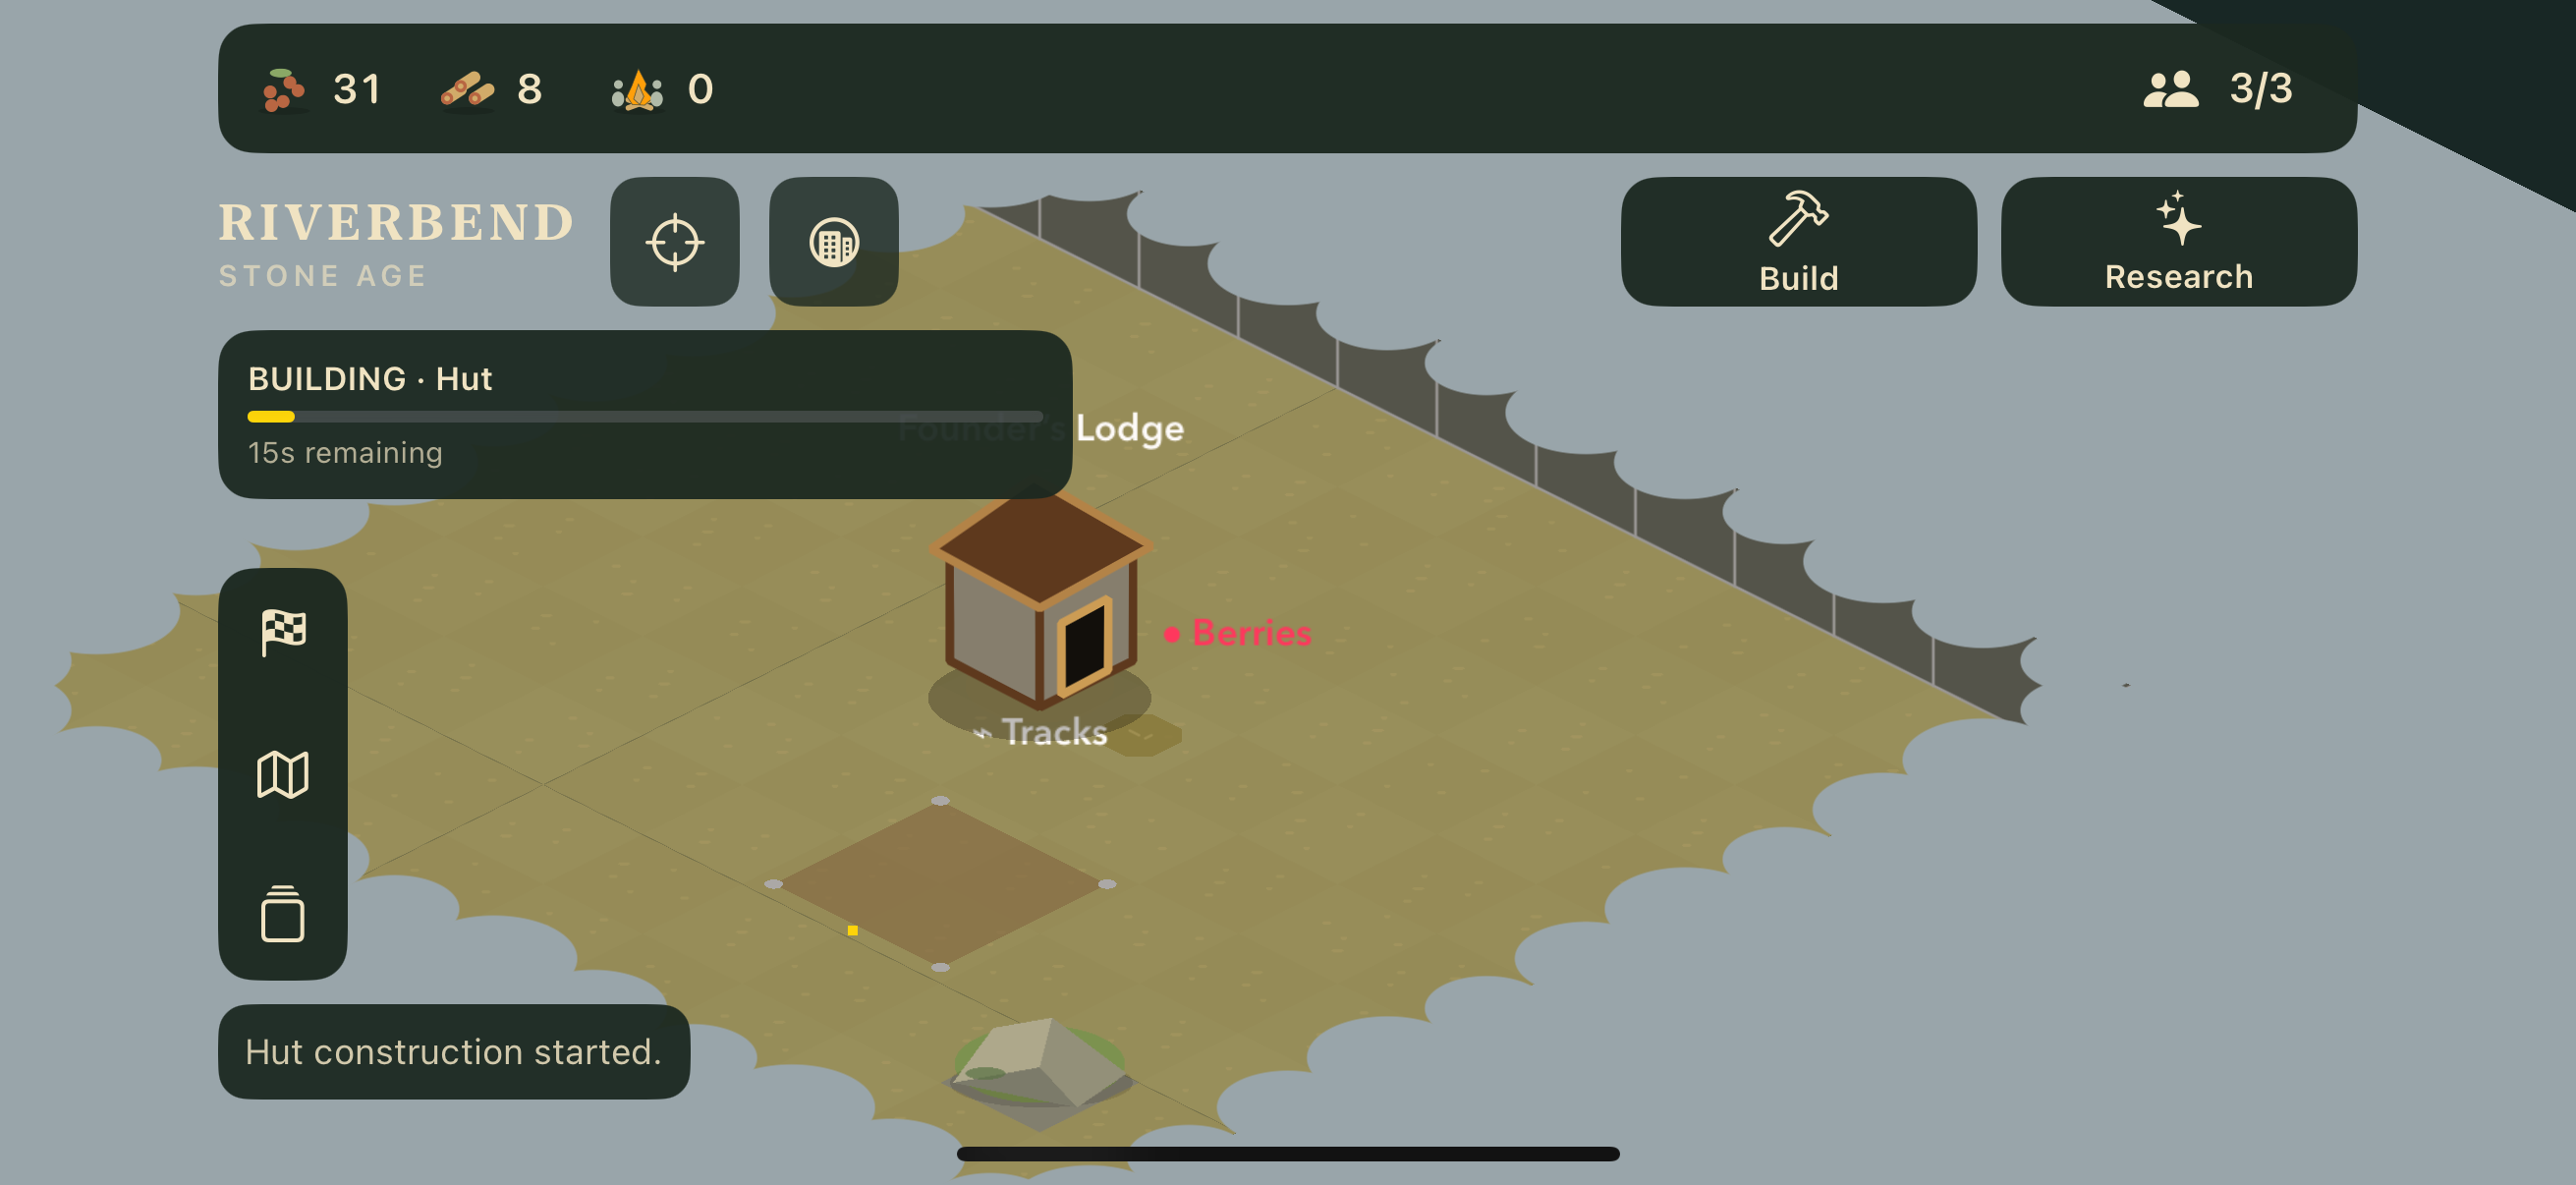 31 8 0 3/3
RIVERBEND
STONE AGE
Build
Research
BUILDING · Hut
15s remaining
Founder's Lodge
Berries
Tracks
Hut construction started.